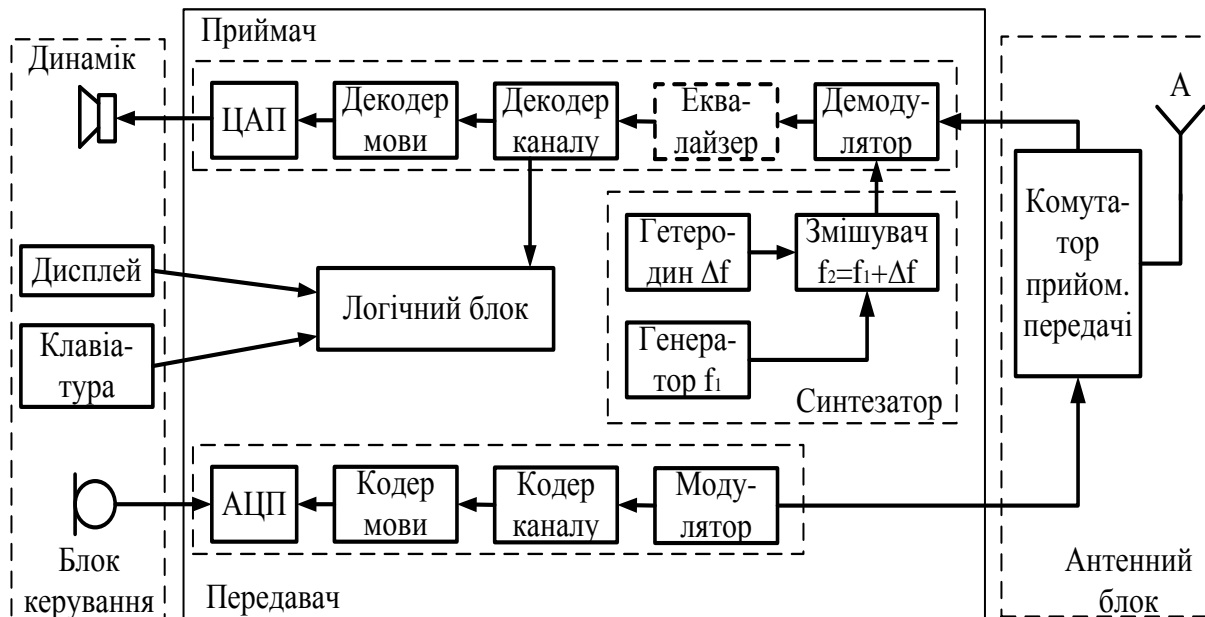 Приймач
Динамік
ЦАП
Декодер
мови
Декодер
каналу
Еква-
лайзер
Демоду-
лятор
А
Комута-
тор
прийом.
передачі
Гетеро-
дин Δf
Змішувач
f₂=f₁+Δf
Дисплей
Логічний блок
Клавіа-
тура
Генера-
тор f₁
Синтезатор
АЦП
Кодер
мови
Кодер
каналу
Моду-
лятор
Блок
керування
Передавач
Антенний
блок